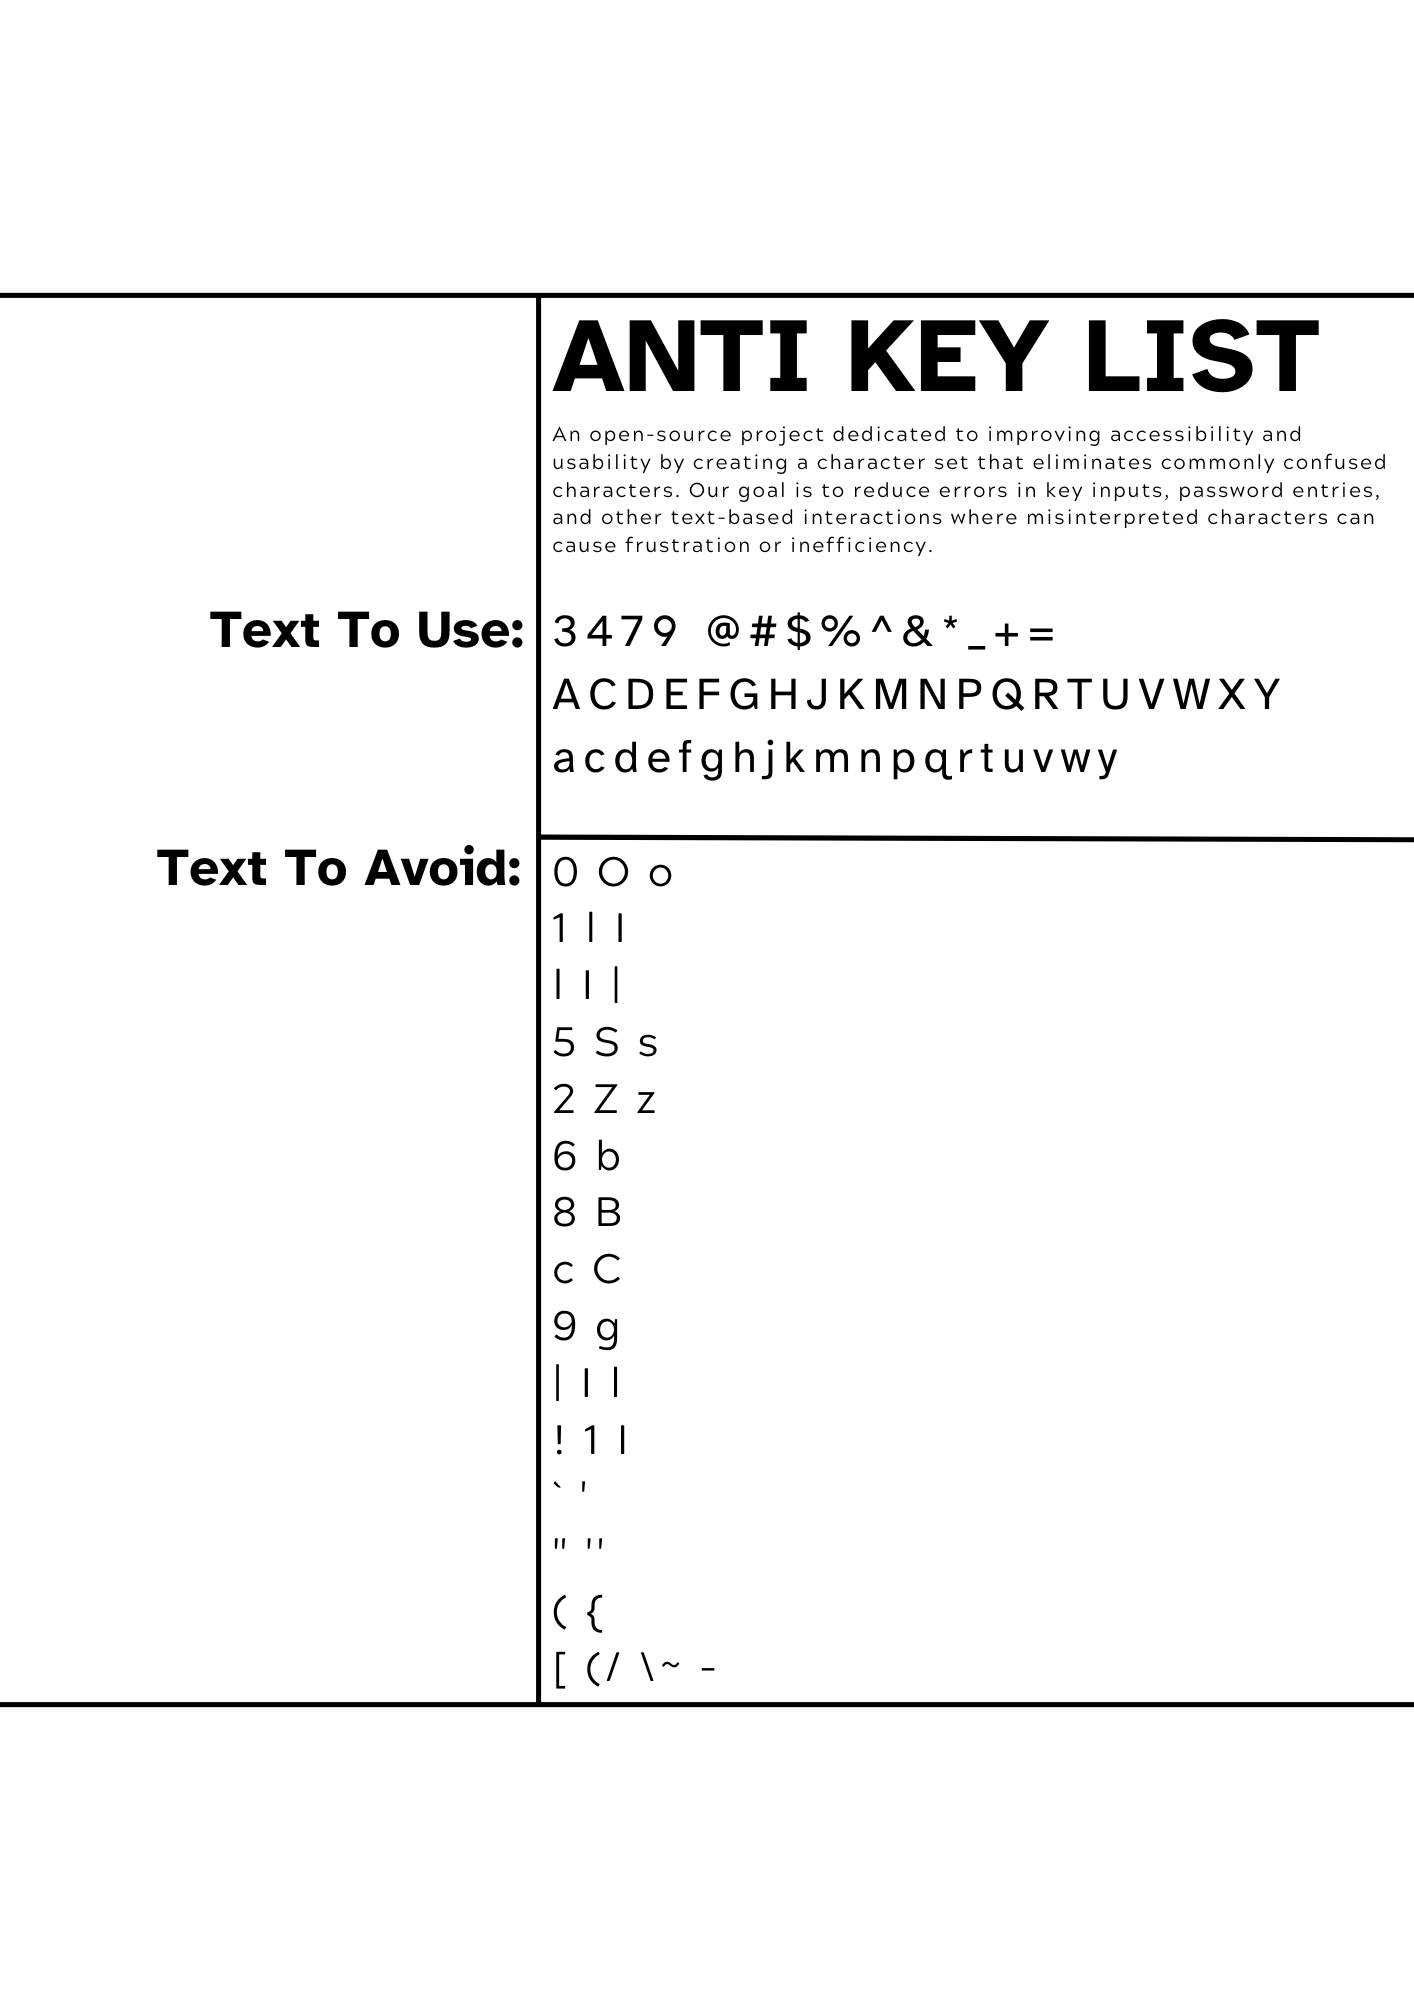 ANTI KEY LIST
An open-source project dedicated to improving accessibility and
usability by creating a character set that eliminates commonly confused
characters. Our goal is to reduce errors in key inputs, password entries,
and other text-based interactions where misinterpreted characters can
cause frustration or inefficiency.
Text To Use:
3479 @#$%^&*_+=
ACDEFGHJKMNPQRTUVWXY
acdefghjkmnpqrtuvwy
Text To Avoid:
0 O o
1 l I
l I |
5 S s
2 Z z
6 b
8 B
c C
9 g
| I l
! 1 I
` '
" ''
( {
[ (/ \~ -